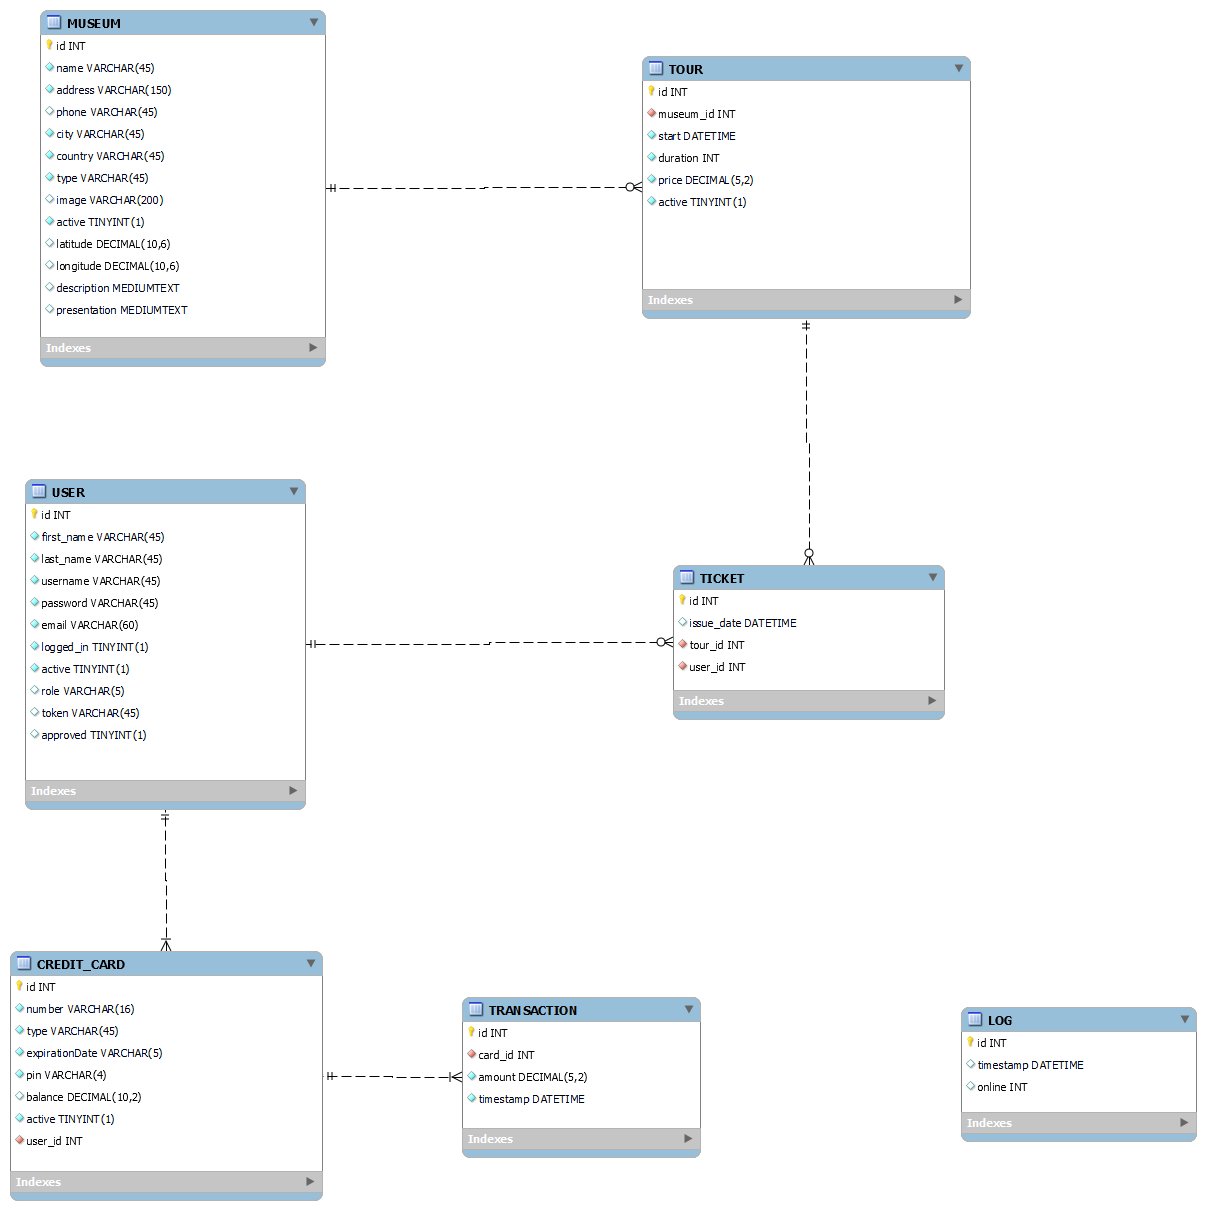 MUSEUM
id INT
name VARCHAR(45)
address VARCHAR(150)
phone VARCHAR(45)
city VARCHAR(45)
country VARCHAR(45)
type VARCHAR(45)
image VARCHAR(200)
active TINYINT(1)
latitude DECIMAL(10,6)
longitude DECIMAL(10,6)
description MEDIUMTEXT
presentation MEDIUMTEXT
Indexes
TOUR
id INT
museum_id INT
start DATETIME
duration INT
price DECIMAL(5,2)
active TINYINT(1)
Indexes
USER
id INT
first_name VARCHAR(45)
last_name VARCHAR(45)
username VARCHAR(45)
password VARCHAR(45)
email VARCHAR(60)
logged_in TINYINT(1)
active TINYINT(1)
role VARCHAR(5)
token VARCHAR(45)
approved TINYINT(1)
Indexes
TICKET
id INT
issue_date DATETIME
tour_id INT
user_id INT
Indexes
CREDIT_CARD
id INT
number VARCHAR(16)
type VARCHAR(45)
expirationDate VARCHAR(5)
pin VARCHAR(4)
balance DECIMAL(10,2)
active TINYINT(1)
user_id INT
Indexes
TRANSACTION
id INT
card_id INT
amount DECIMAL(5,2)
timestamp DATETIME
Indexes
LOG
id INT
timestamp DATETIME
online INT
Indexes